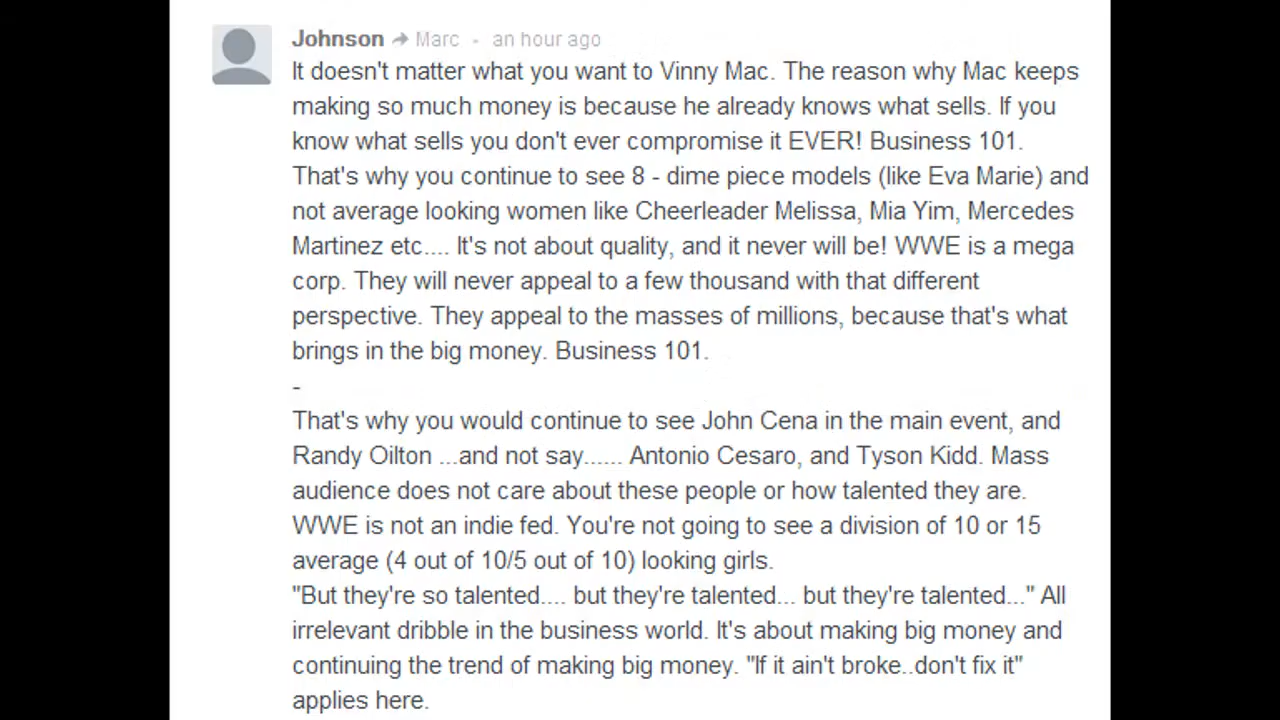 Johnson → Marc - an hour ago
It doesn't matter what you want to Vinny Mac. The reason why Mac keeps
making so much money is because he already knows what sells. If you
know what sells you don't ever compromise it EVER! Business 101.
That's why you continue to see 8 - dime piece models (like Eva Marie) and
not average looking women like Cheerleader Melissa, Mia Yim, Mercedes
Martinez etc.... It's not about quality, and it never will be! WWE is a mega
corp. They will never appeal to a few thousand with that different
perspective. They appeal to the masses of millions, because that's what
brings in the big money. Business 101.
-
That's why you would continue to see John Cena in the main event, and
Randy Oilton ...and not say...... Antonio Cesaro, and Tyson Kidd. Mass
audience does not care about these people or how talented they are.
WWE is not an indie fed. You're not going to see a division of 10 or 15
average (4 out of 10/5 out of 10) looking girls.
"But they're so talented.... but they're talented... but they're talented..." All
irrelevant dribble in the business world. It's about making big money and
continuing the trend of making big money. "If it ain't broke..don't fix it"
applies here.